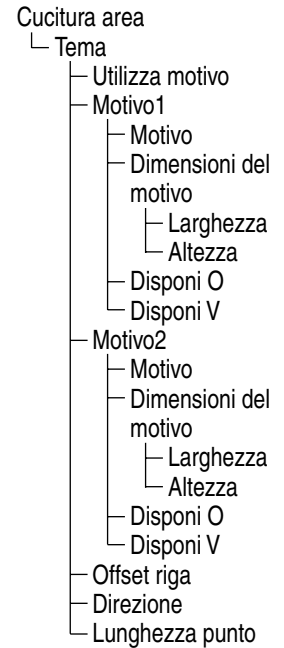 Cucitura area
Tema
Utilizza motivo
Motivo1
Motivo
Dimensioni del
motivo
Larghezza
Altezza
Disponi O
Disponi V
Motivo2
Motivo
Dimensioni del
motivo
Larghezza
Altezza
Disponi O
Disponi V
Offset riga
Direzione
Lunghezza punto